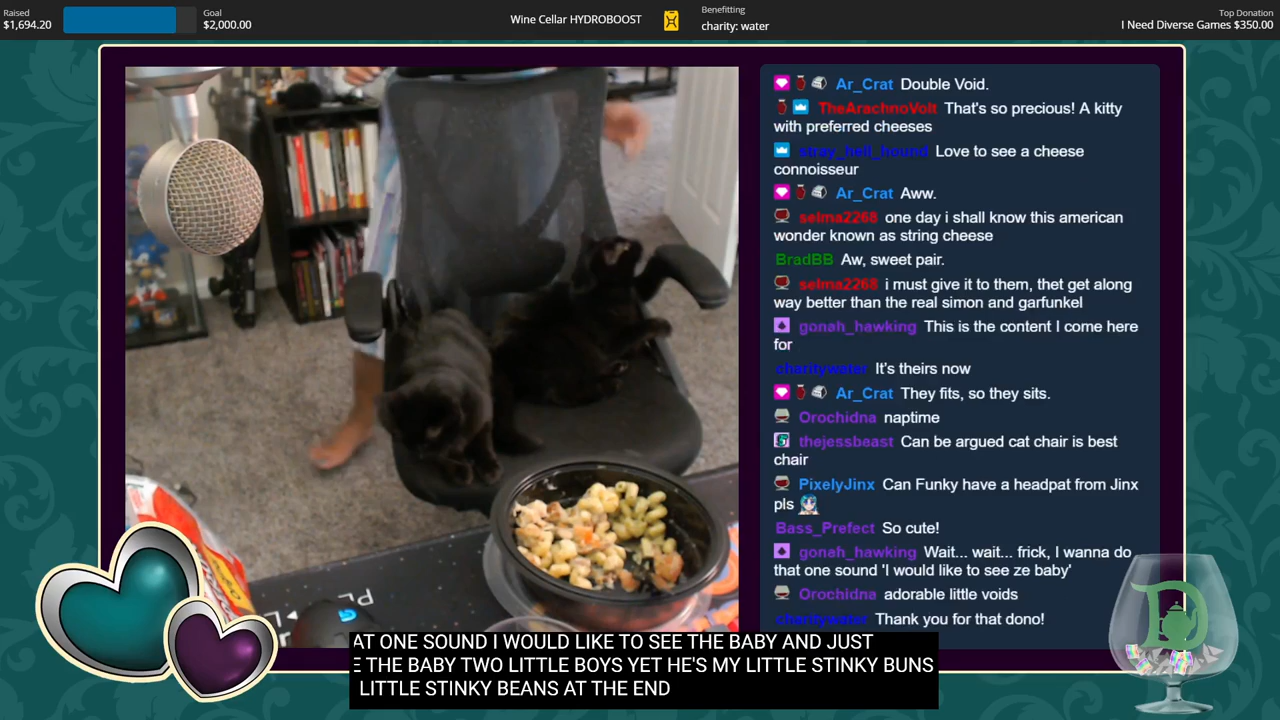 Raised
$1,694.20
Goal
$2,000.00
Wine Cellar HYDROBOOST
Benefitting
charity: water
Top Donation
I Need Diverse Games $350.00
Ar_Crat Double Void.
TheArachnoVolt That's so precious! A kitty
with preferred cheeses
stray_hell_hound Love to see a cheese
connoisseur
Ar_Crat Aww.
selma2268 one day i shall know this american
wonder known as string cheese
BradBB Aw, sweet pair.
selma2268 i must give it to them, thet get along
way better than the real simon and garfunkel
gonah_hawking This is the content I come here
for
charitywater It's theirs now
Ar_Crat They fits, so they sits.
Orochidna naptime
thejessbeast Can be argued cat chair is best
chair
PixelyJinx Can Funky have a headpat from Jinx
pls
Bass_Prefect So cute!
gonah_hawking Wait... wait... frick, I wanna do
that one sound 'I would like to see ze baby'
Orochidna adorable little voids
charitywater Thank you for that dono!
AT ONE SOUND I WOULD LIKE TO SEE THE BABY AND JUST
E THE BABY TWO LITTLE BOYS YET HE'S MY LITTLE STINKY BUNS
LITTLE STINKY BEANS AT THE END